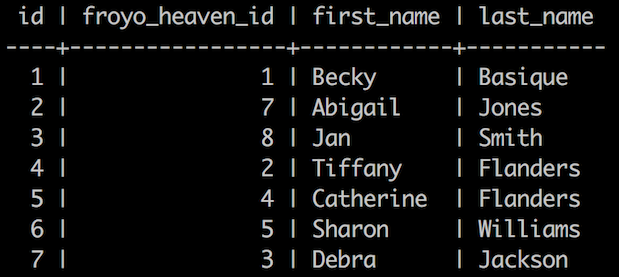 id | froyo_heaven_id | first_name | last_name
----+-----------------+------------+-----------
  1 |               1 | Becky      | Basique
  2 |               7 | Abigail    | Jones
  3 |               8 | Jan        | Smith
  4 |               2 | Tiffany    | Flanders
  5 |               4 | Catherine  | Flanders
  6 |               5 | Sharon     | Williams
  7 |               3 | Debra      | Jackson